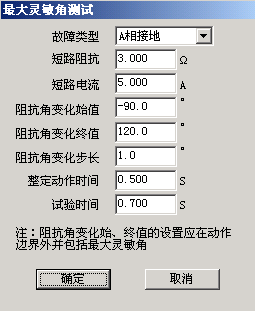 最大灵敏角测试
故障类型 A相接地
短路阻抗 3.000 Ω
短路电流 5.000 A
阻抗角变化始值 -90.0 °
阻抗角变化终值 120.0 °
阻抗角变化步长 1.0 °
整定动作时间 0.500 S
试验时间 0.700 S
注：阻抗角变化始、终值的设置应在动作
边界外并包括最大灵敏角
确定 取消